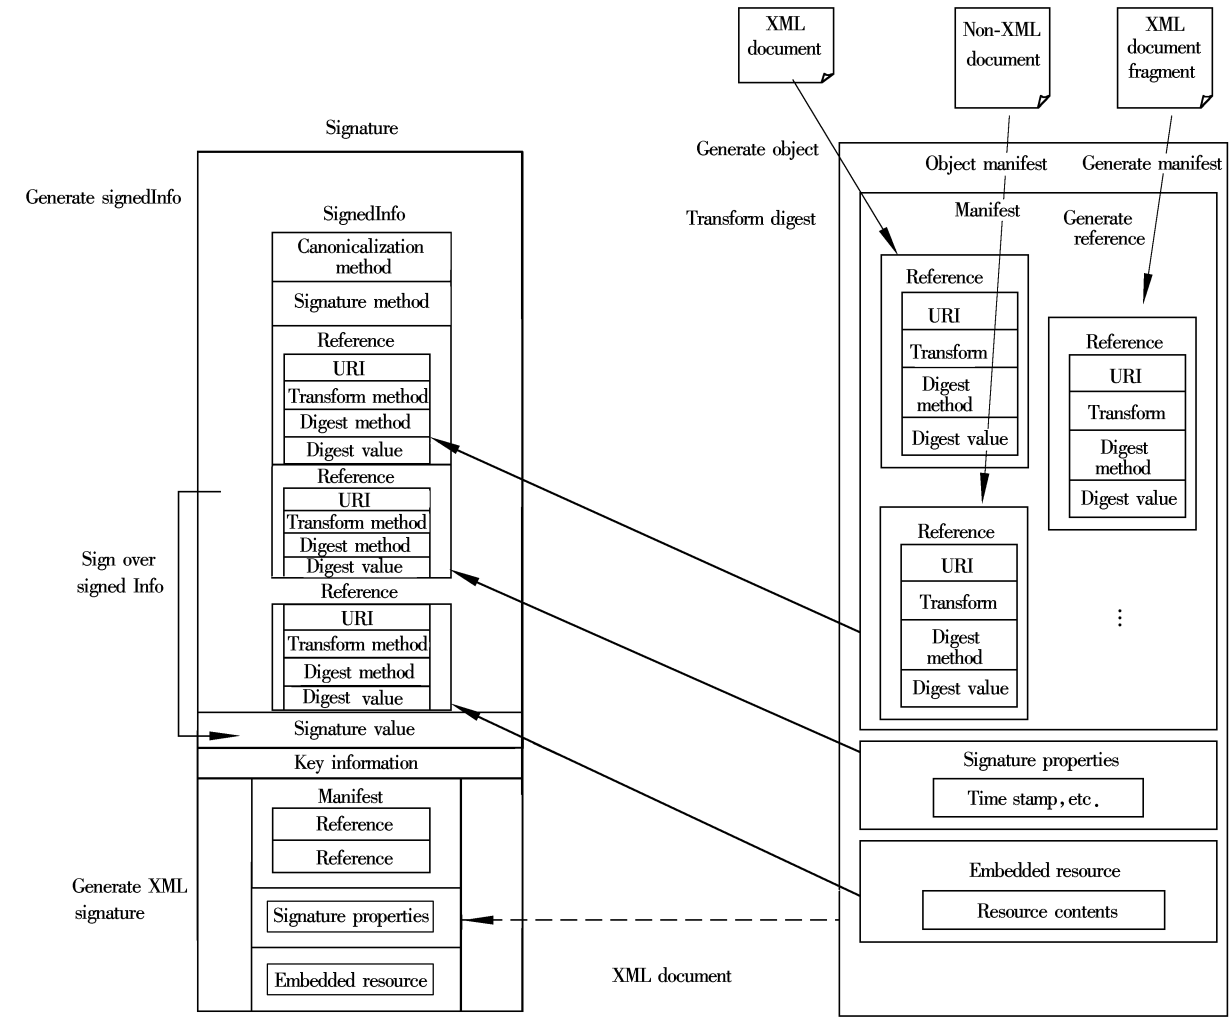 XML
document
Non-XML
document
XML
document
fragment
Signature
Generate signedInfo
SignedInfo
Canonicalization
method
Signature method
Reference
URI
Transform method
Digest method
Digest value
Reference
URI
Transform method
Digest method
Digest value
Reference
URI
Transform method
Digest method
Digest value
Sign over
signed Info
Signature value
Key information
Manifest
Reference
Reference
Generate XML
signature
Signature properties
Embedded resource
XML document
Generate object
Transform digest
Object manifest
Generate manifest
Manifest
Generate
reference
Reference
URI
Transform
Digest
method
Digest value
Reference
URI
Transform
Digest
method
Digest value
Reference
URI
Transform
Digest
method
Digest value
⋮
Signature properties
Time stamp, etc.
Embedded resource
Resource contents